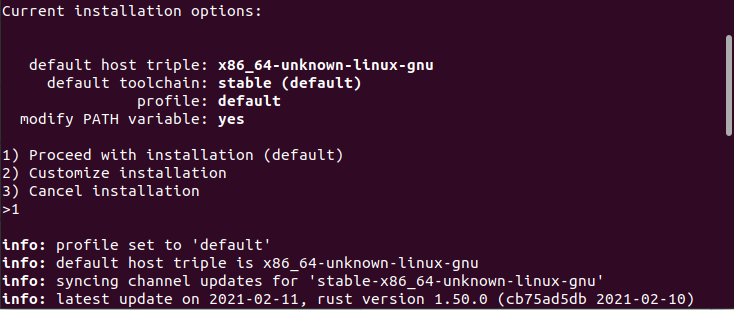 Current installation options:
default host triple: x86_64-unknown-linux-gnu
default toolchain: stable (default)
profile: default
modify PATH variable: yes
1) Proceed with installation (default)
2) Customize installation
3) Cancel installation
>1
info: profile set to 'default'
info: default host triple is x86_64-unknown-linux-gnu
info: syncing channel updates for 'stable-x86_64-unknown-linux-gnu'
info: latest update on 2021-02-11, rust version 1.50.0 (cb75ad5db 2021-02-10)